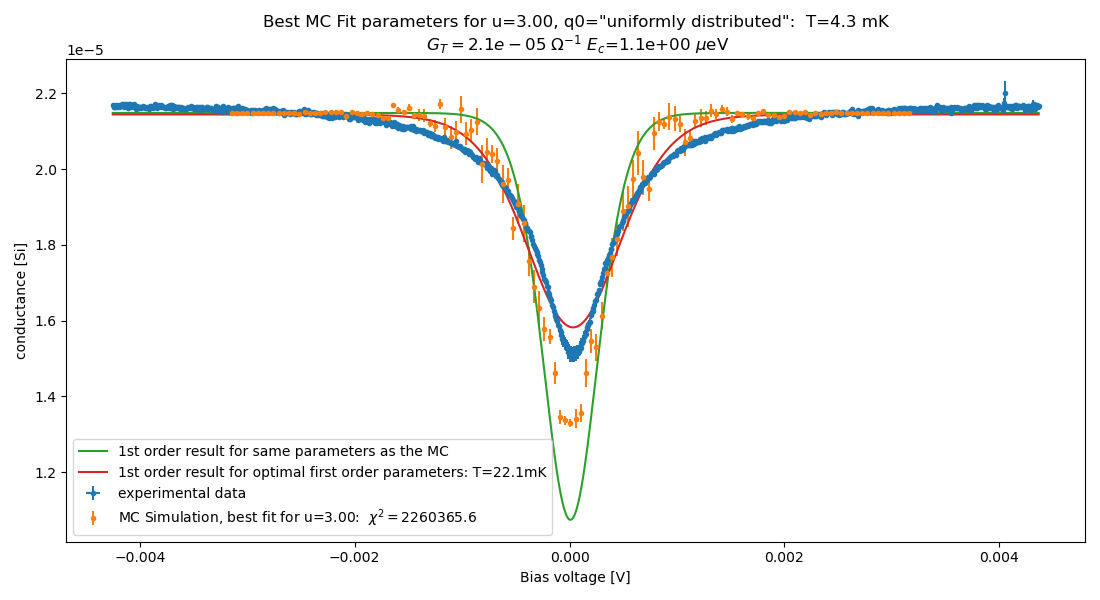 Best MC Fit parameters for u=3.00, q0="uniformly distributed":  T=4.3 mK
$G_T = 2.1e-05\ \Omega^{-1}\ E_c$=1.1e+00 $\mu$eV
1e−5
2.2
2.0
1.8
1.6
1.4
1.2
conductance [Si]
1st order result for same parameters as the MC
1st order result for optimal first order parameters: T=22.1mK
experimental data
MC Simulation, best fit for u=3.00:  $\chi^2 = 2260365.6$
−0.004
−0.002
0.000
0.002
0.004
Bias voltage [V]